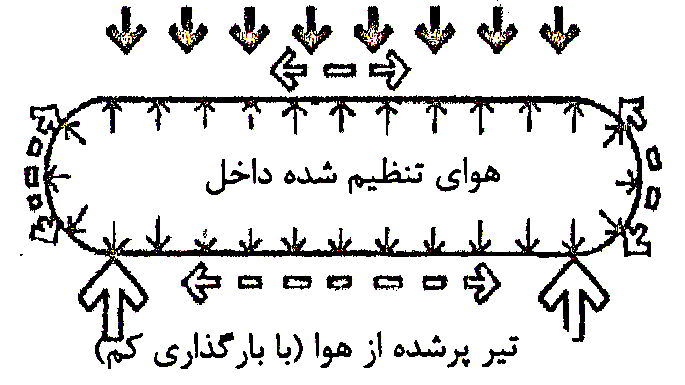 هوای تنظیم شده داخل
تیر پرشده از هوا (با بارگذاری کم)